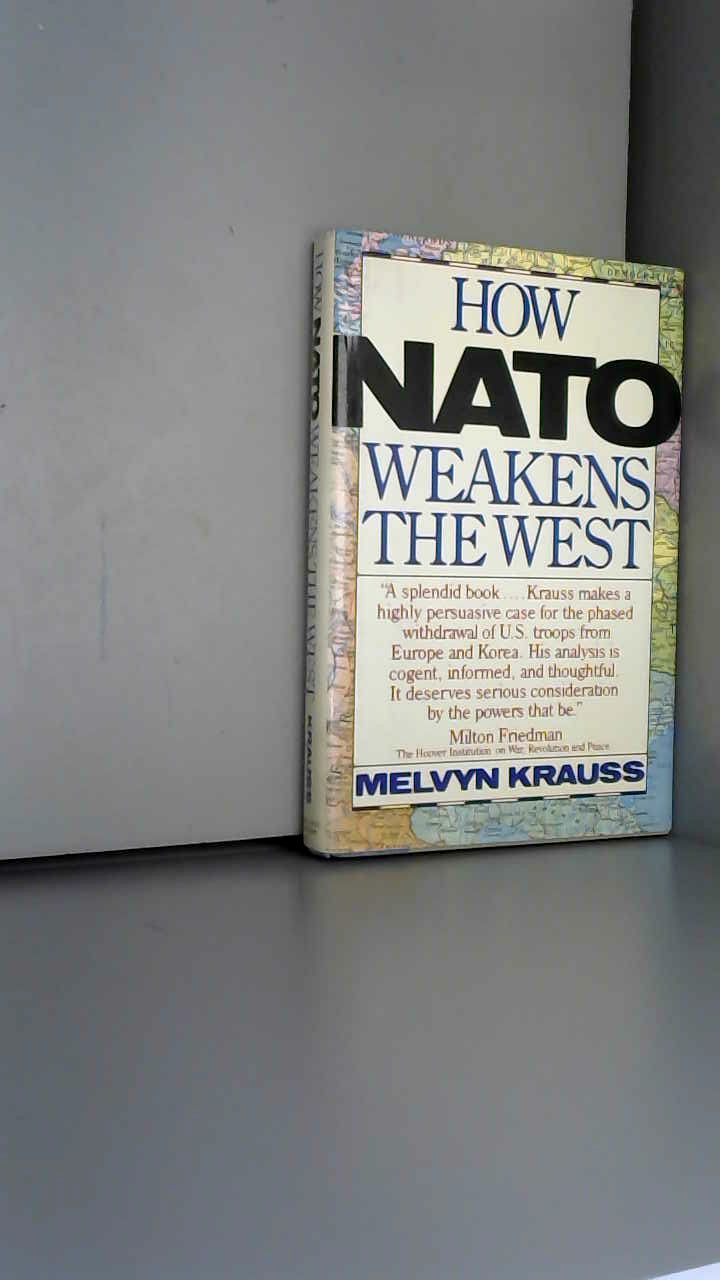 HOW
NATO
WEAKENS
THE WEST
"A splendid book .... Krauss makes a
highly persuasive case for the phased
withdrawal of U.S. troops from
Europe and Korea. His analysis is
cogent, informed, and thoughtful.
It deserves serious consideration
by the powers that be."
Milton Friedman
The Hoover Institution on War, Revolution and Peace
MELVYN KRAUSS
HOW NATO WEAKENS THE WEST KRAUSS
DEMOCRATIC